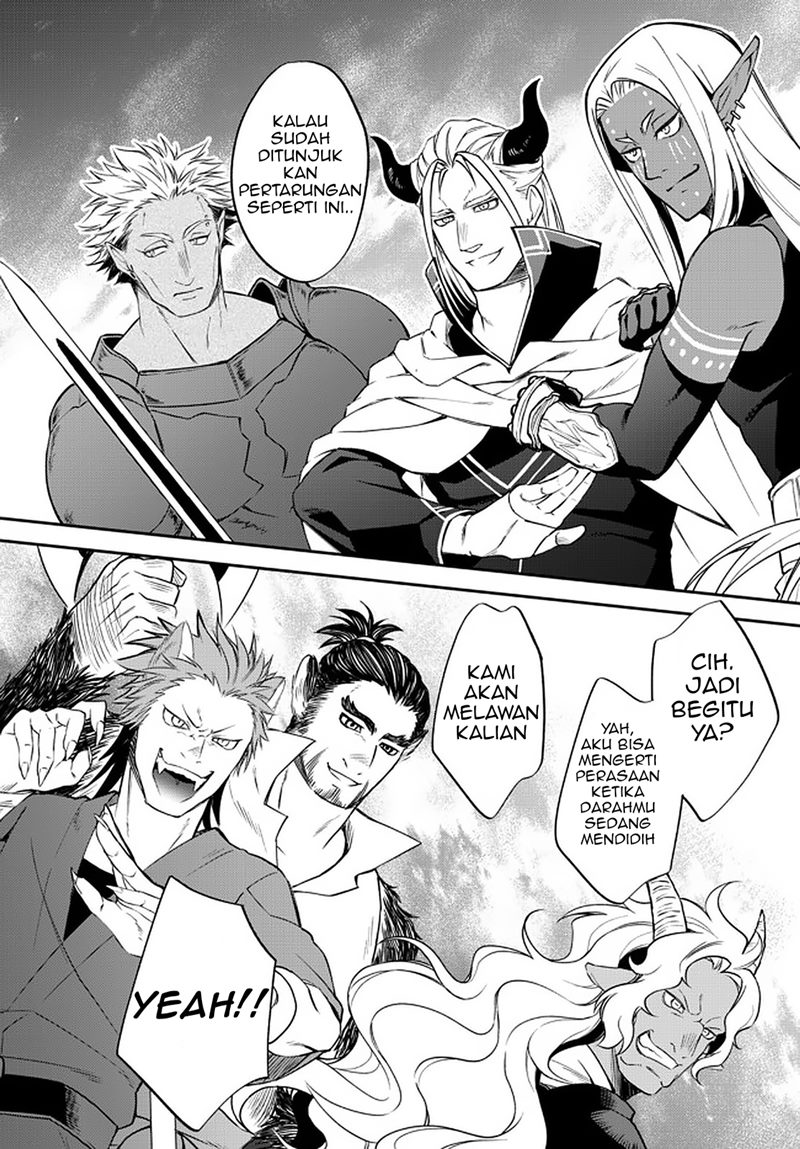 KALAU
SUDAH
DITUNJUK
KAN
PERTARUNGAN
SEPERTI INI..
CIH,
JADI
BEGITU
YA?
YAH,
AKU BISA
MENGERTI
PERASAAN
KETIKA
DARAHMU
SEDANG
MENDIDIH
KAMI
AKAN
MELAWAN
KALIAN
YEAH!!